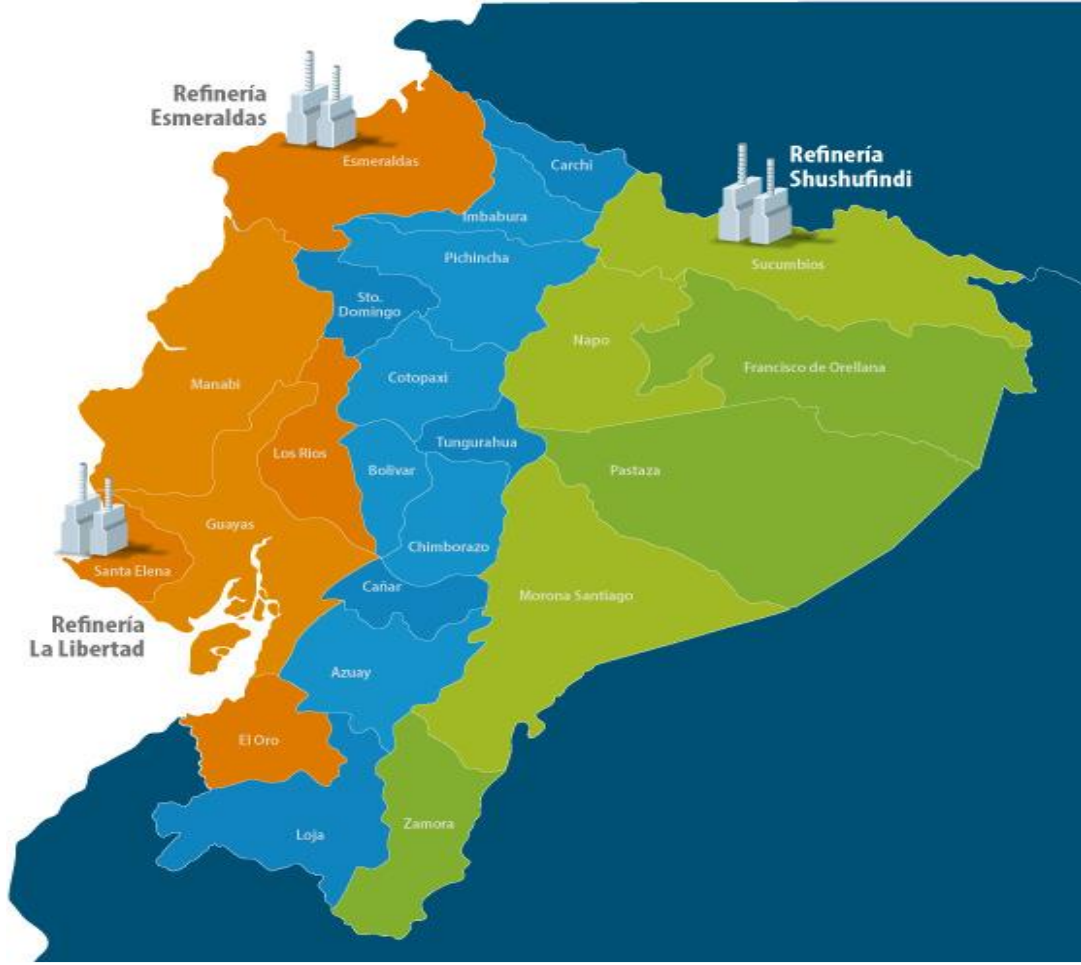 Refinería
Esmeraldas
Esmeraldas
Carchi
Refinería
Shushufindi
Imbabura
Pichincha
Sucumbios
Sto.
Domingo
Napo
Manabi
Cotopaxi
Francisco de Orellana
Tungurahua
Los Rios
Bolivar
Pastaza
Guayas
Chimborazo
Santa Elena
Cañar
Morona Santiago
Refinería
La Libertad
Azuay
El Oro
Loja
Zamora